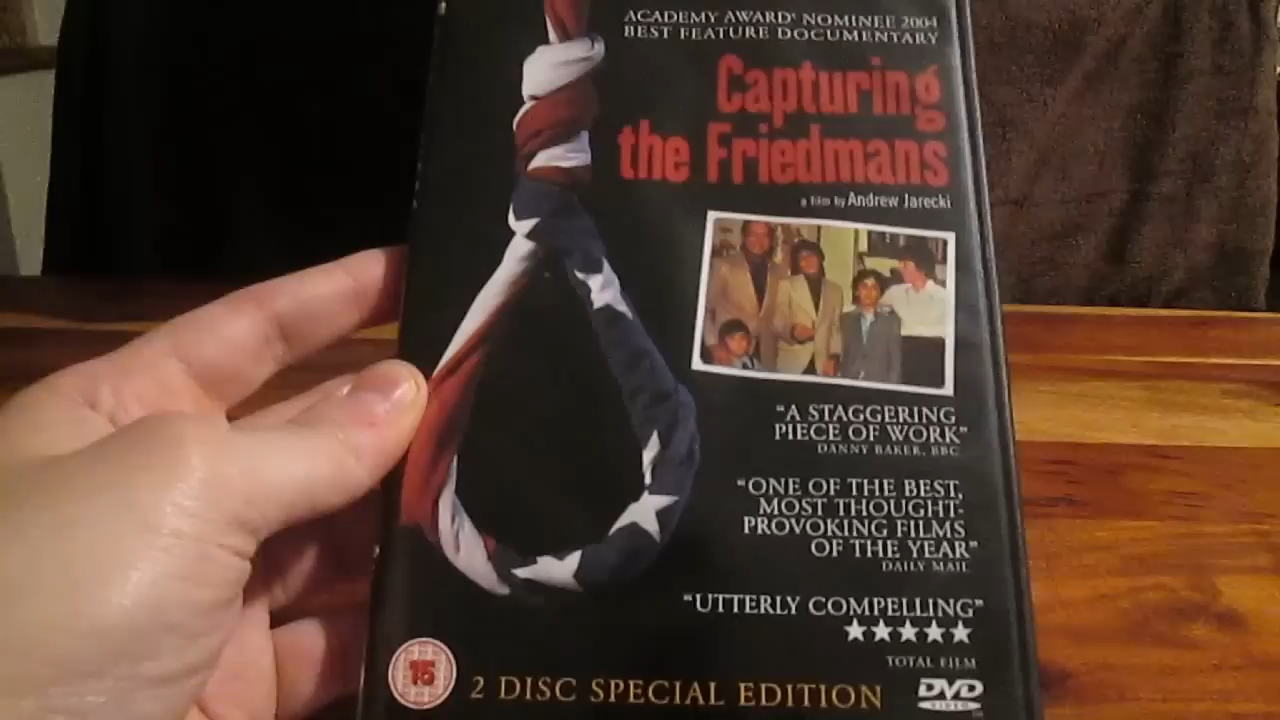 ACADEMY AWARD® NOMINEE 2004
BEST FEATURE DOCUMENTARY
Capturing
the Friedmans
a film by Andrew Jarecki
"A STAGGERING
PIECE OF WORK"
DANNY BAKER, BBC
"ONE OF THE BEST,
MOST THOUGHT-
PROVOKING FILMS
OF THE YEAR"
DAILY MAIL
"UTTERLY COMPELLING"
★★★★★
TOTAL FILM
15
2 DISC SPECIAL EDITION
DVD
VIDEO